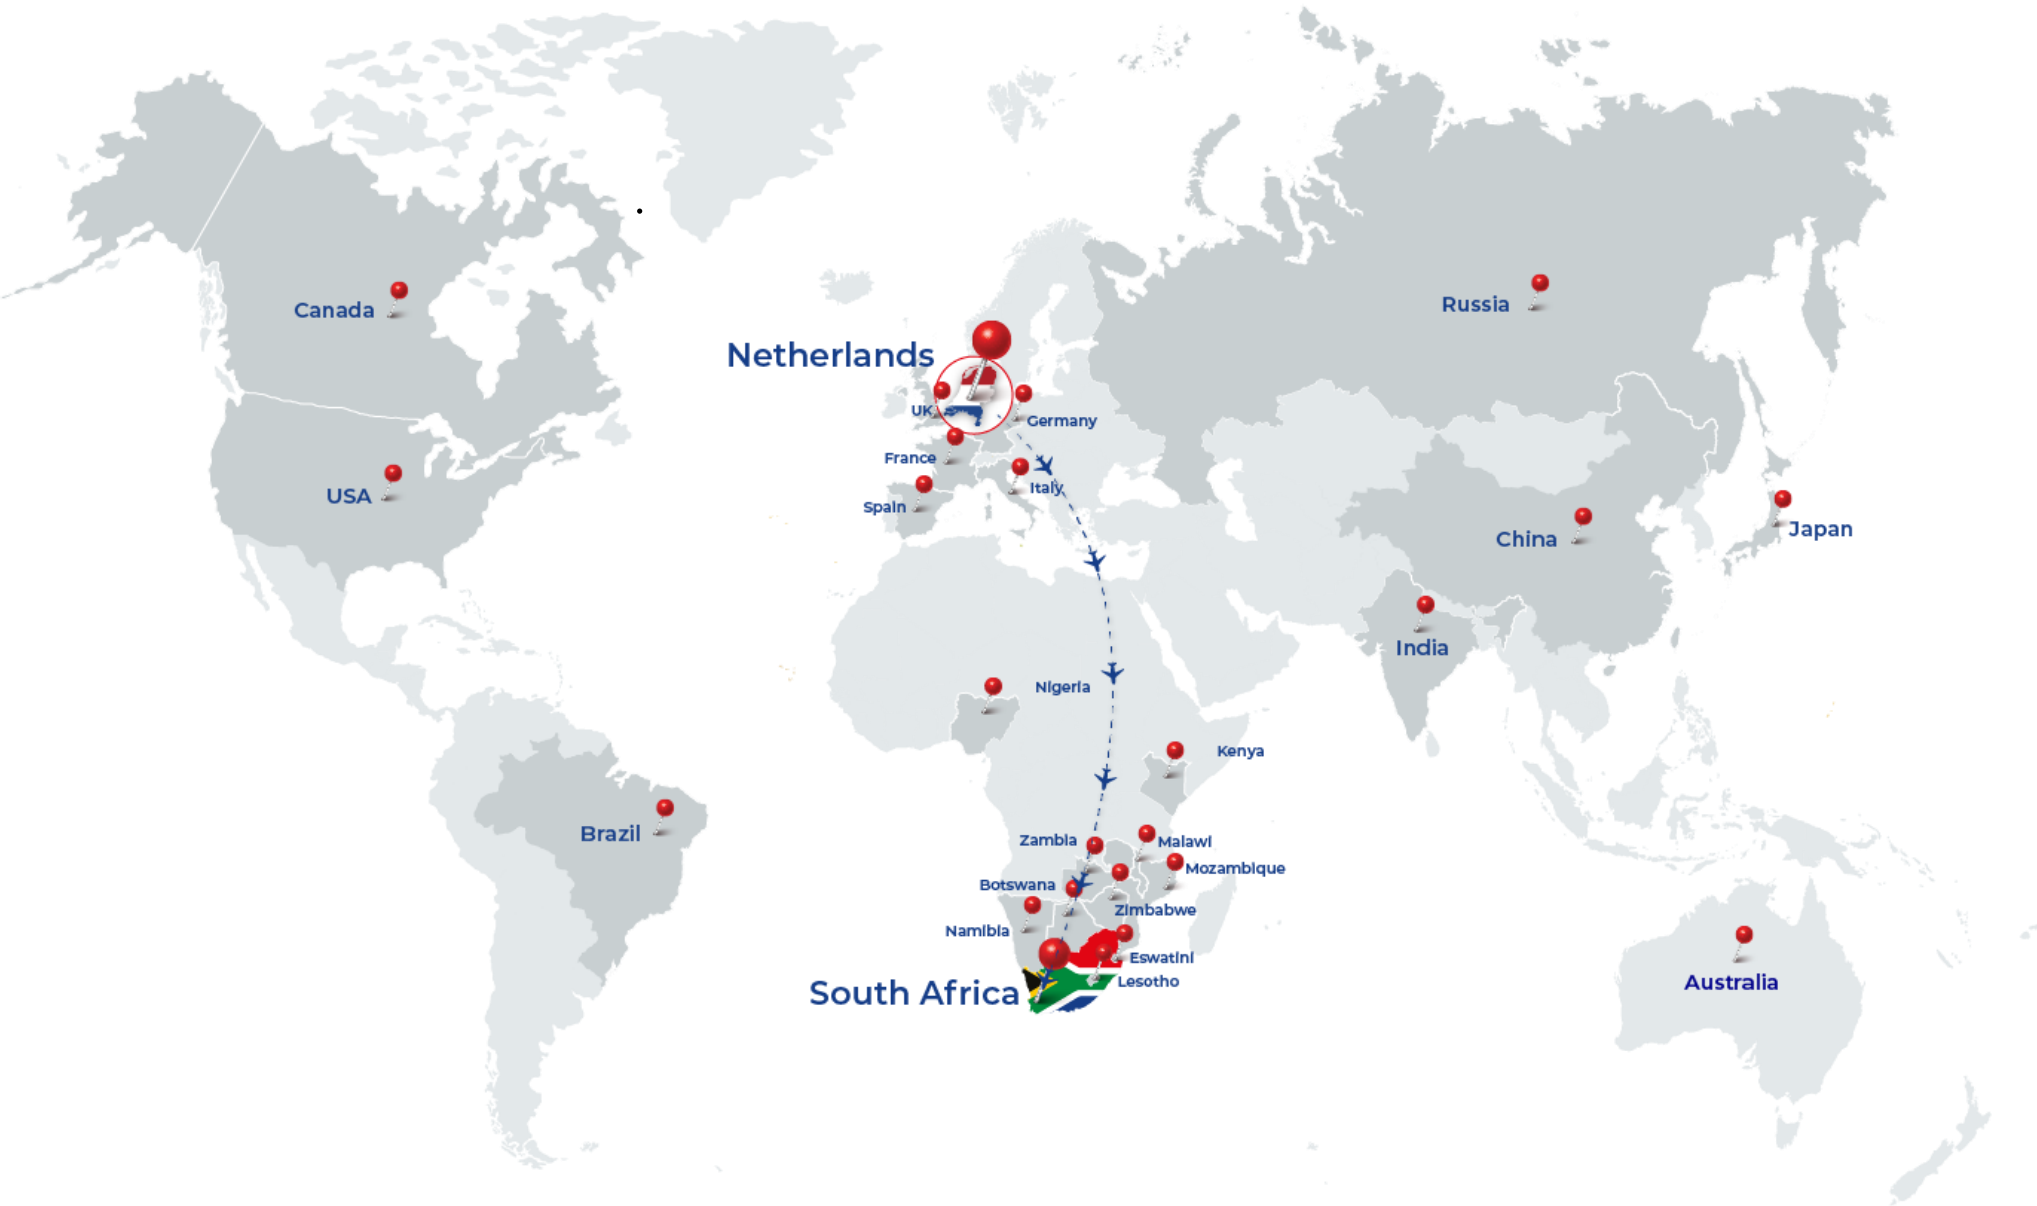 Canada
Russia
Netherlands
UK
Germany
France
Italy
USA
Spain
Japan
China
India
Nigeria
Kenya
Brazil
Zambia
Malawi
Mozambique
Botswana
Zimbabwe
Namibia
Eswatini
Lesotho
South Africa
Australia